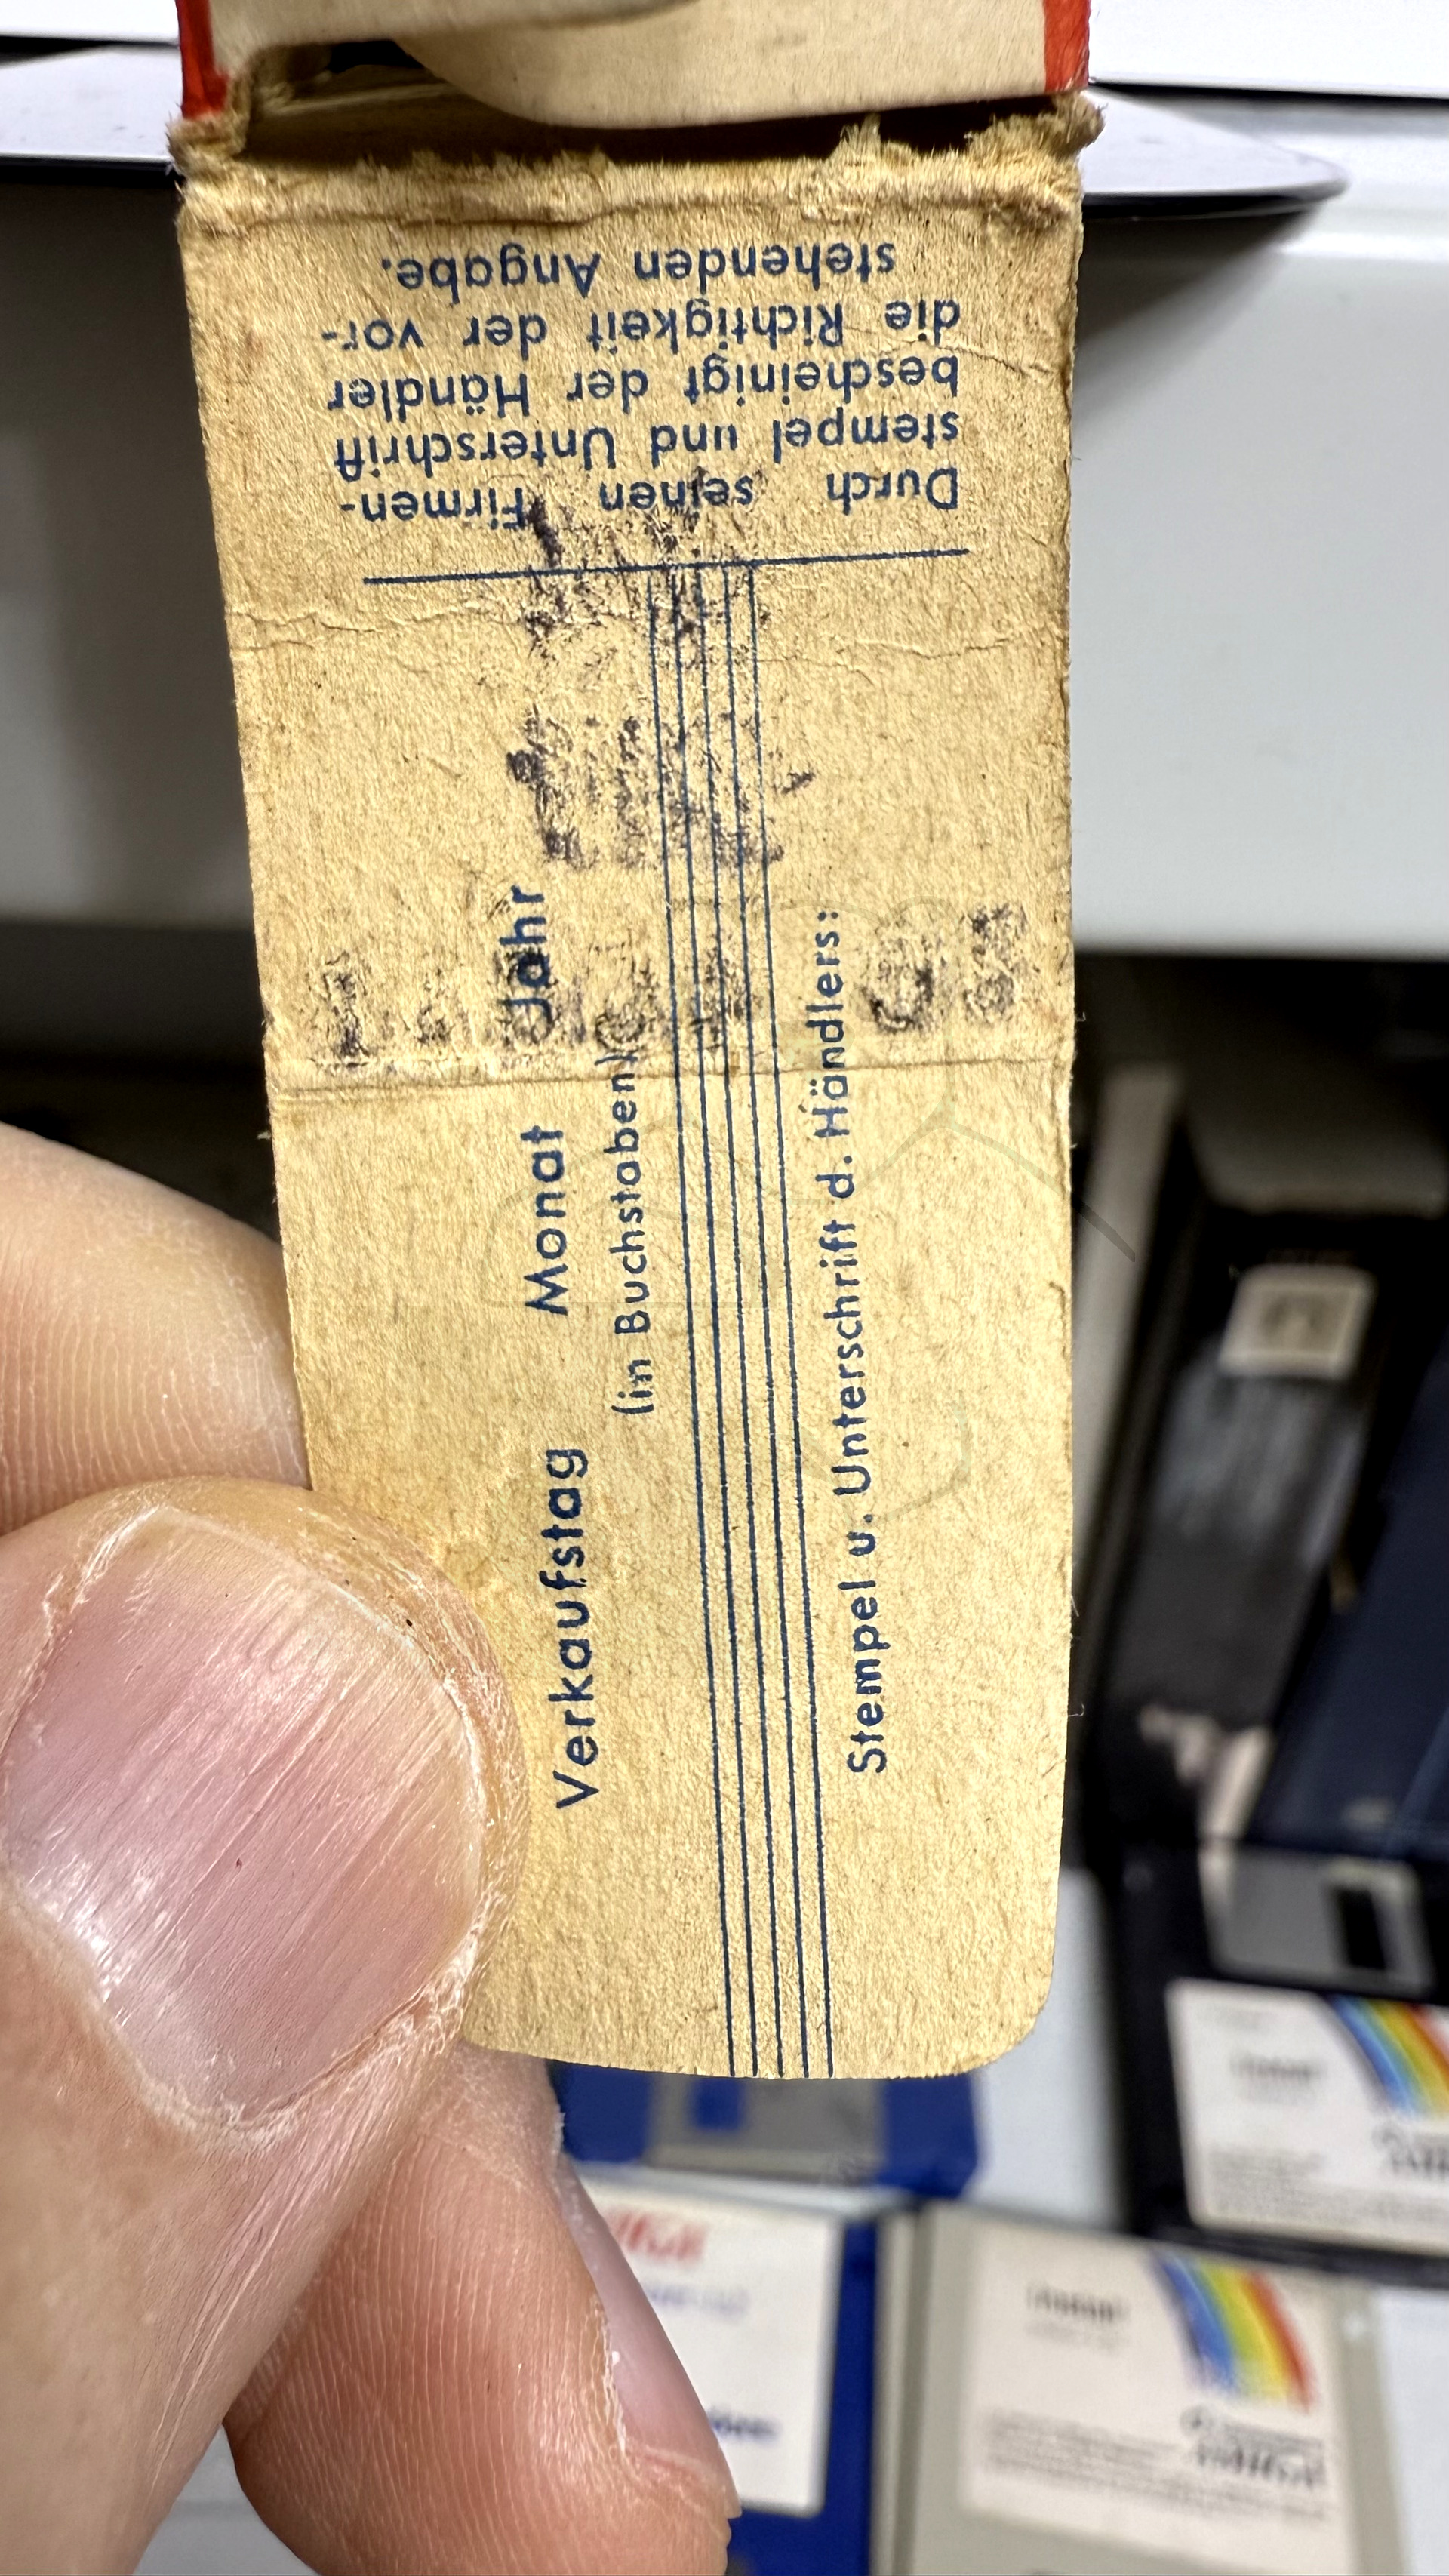 Durch seinen Firmen-
stempel und Unterschrift
bescheinigt der Händler
die Richtigkeit der vor-
stehenden Angabe.
Verkaufstag Monat Jahr
(in Buchstaben)
Stempel u. Unterschrift d. Händlers: